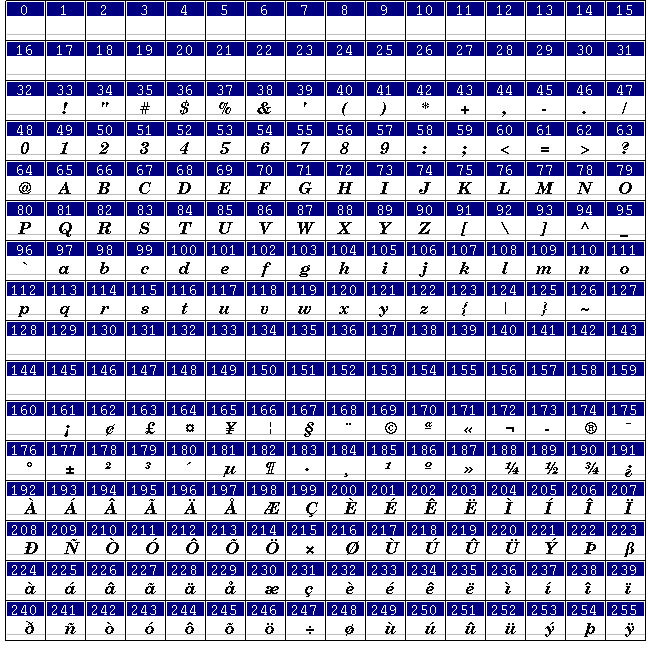 0 1 2 3 4 5 6 7 8 9 10 11 12 13 14 15
16 17 18 19 20 21 22 23 24 25 26 27 28 29 30 31
32 33 34 35 36 37 38 39 40 41 42 43 44 45 46 47
! " # $ % & ' ( ) * + , - . /
48 49 50 51 52 53 54 55 56 57 58 59 60 61 62 63
0 1 2 3 4 5 6 7 8 9 : ; < = > ?
64 65 66 67 68 69 70 71 72 73 74 75 76 77 78 79
@ A B C D E F G H I J K L M N O
80 81 82 83 84 85 86 87 88 89 90 91 92 93 94 95
P Q R S T U V W X Y Z [ \ ] ^ _
96 97 98 99 100 101 102 103 104 105 106 107 108 109 110 111
` a b c d e f g h i j k l m n o
112 113 114 115 116 117 118 119 120 121 122 123 124 125 126 127
p q r s t u v w x y z { | } ~
128 129 130 131 132 133 134 135 136 137 138 139 140 141 142 143
144 145 146 147 148 149 150 151 152 153 154 155 156 157 158 159
160 161 162 163 164 165 166 167 168 169 170 171 172 173 174 175
¡ ø £ ¤ ¥ ¦ § ¨ © ª « ¬ - ® ¯
176 177 178 179 180 181 182 183 184 185 186 187 188 189 190 191
° ± ² ³ ´ µ ¶ · ¸ ¹ º » ¼ ½ ¾ ¿
192 193 194 195 196 197 198 199 200 201 202 203 204 205 206 207
À Á Â Ã Ä Å Æ Ç È É Ê Ë Ì Í Î Ï
208 209 210 211 212 213 214 215 216 217 218 219 220 221 222 223
Ð Ñ Ò Ó Ô Õ Ö × Ø Ù Ú Û Ü Ý Þ ß
224 225 226 227 228 229 230 231 232 233 234 235 236 237 238 239
à á â ã ä å æ ç è é ê ë ì í î ï
240 241 242 243 244 245 246 247 248 249 250 251 252 253 254 255
ð ñ ò ó ô õ ö ÷ ø ù ú û ü ý þ ÿ